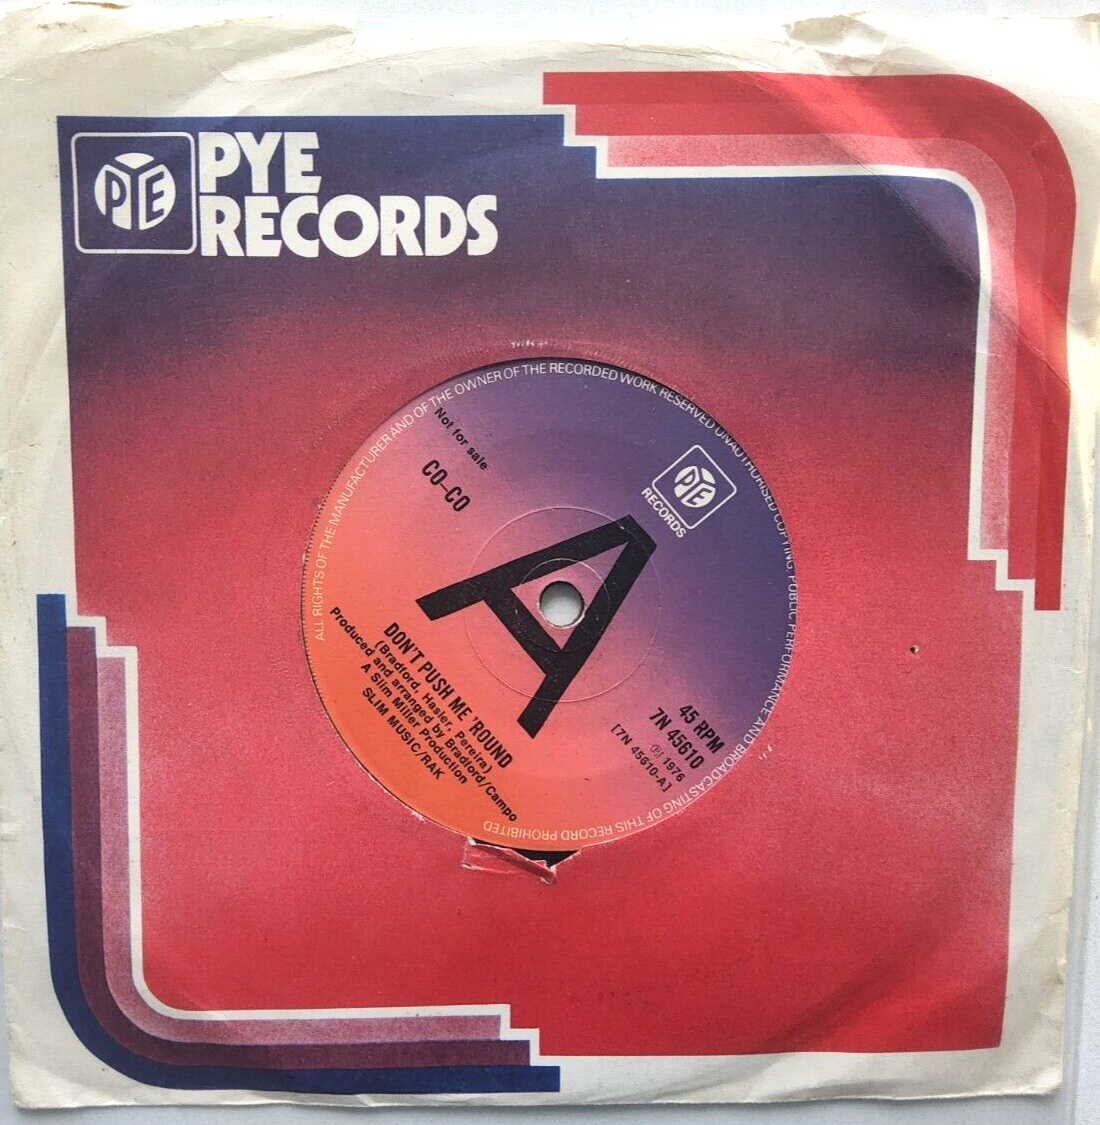 PYE
PYE
RECORDS
ALL RIGHTS OF THE MANUFACTURER AND OF THE OWNER OF THE RECORDED WORK RESERVED UNAUTHORISED COPYING, PUBLIC PERFORMANCE AND BROADCASTING OF THIS RECORD PROHIBITED
Not for sale
CO-CO
PYE
RECORDS
A
45 RPM
7N 45610
℗ 1976
[7N 45610-A]
DON'T PUSH ME 'ROUND
(Bradford, Hasler, Pereira)
Produced and arranged by Bradford/Campo
A Slim Miller Production
SLIM MUSIC/RAK